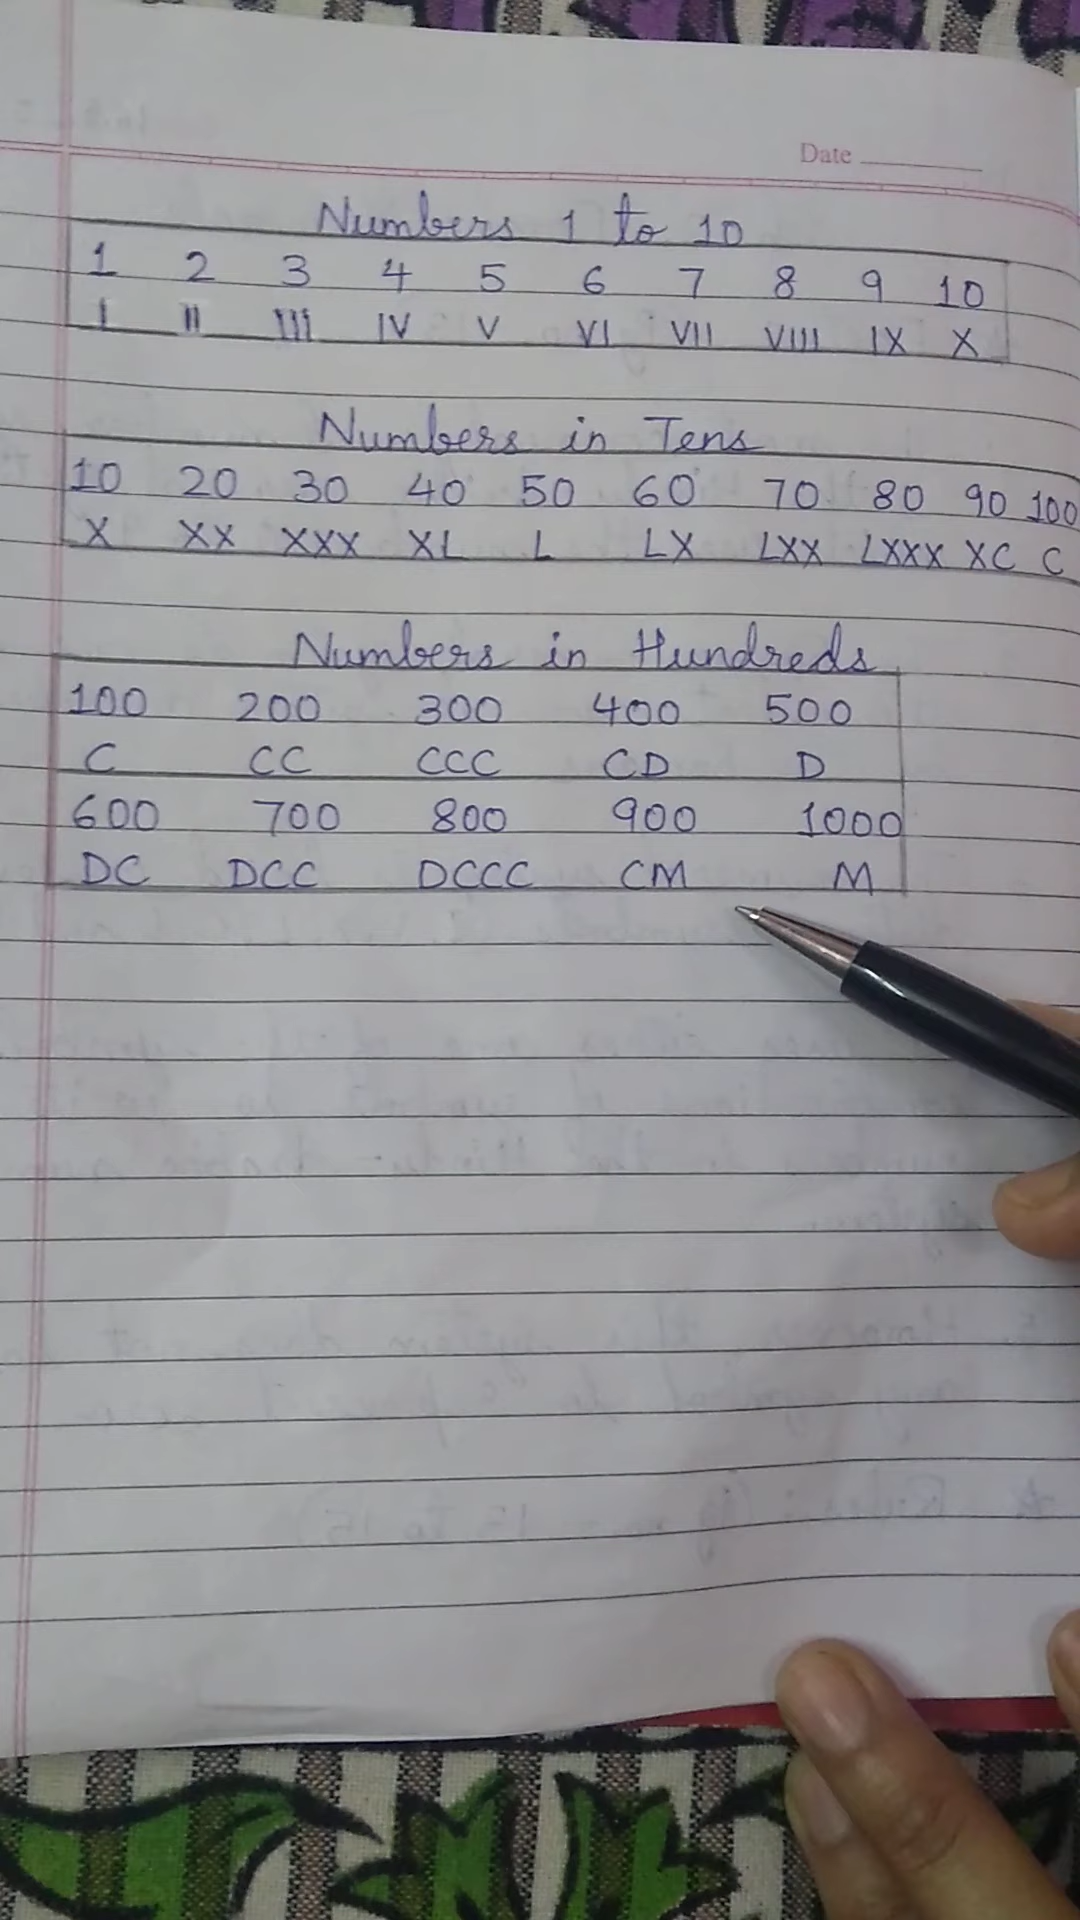 Date
Numbers 1 to 10
1 2 3 4 5 6 7 8 9 10
I II III IV V VI VII VIII IX X
Numbers in Tens
10 20 30 40 50 60 70 80 90 100
X XX XXX XL L LX LXX LXXX XC C
Numbers in Hundreds
100 200 300 400 500
C CC CCC CD D
600 700 800 900 1000
DC DCC DCCC CM M